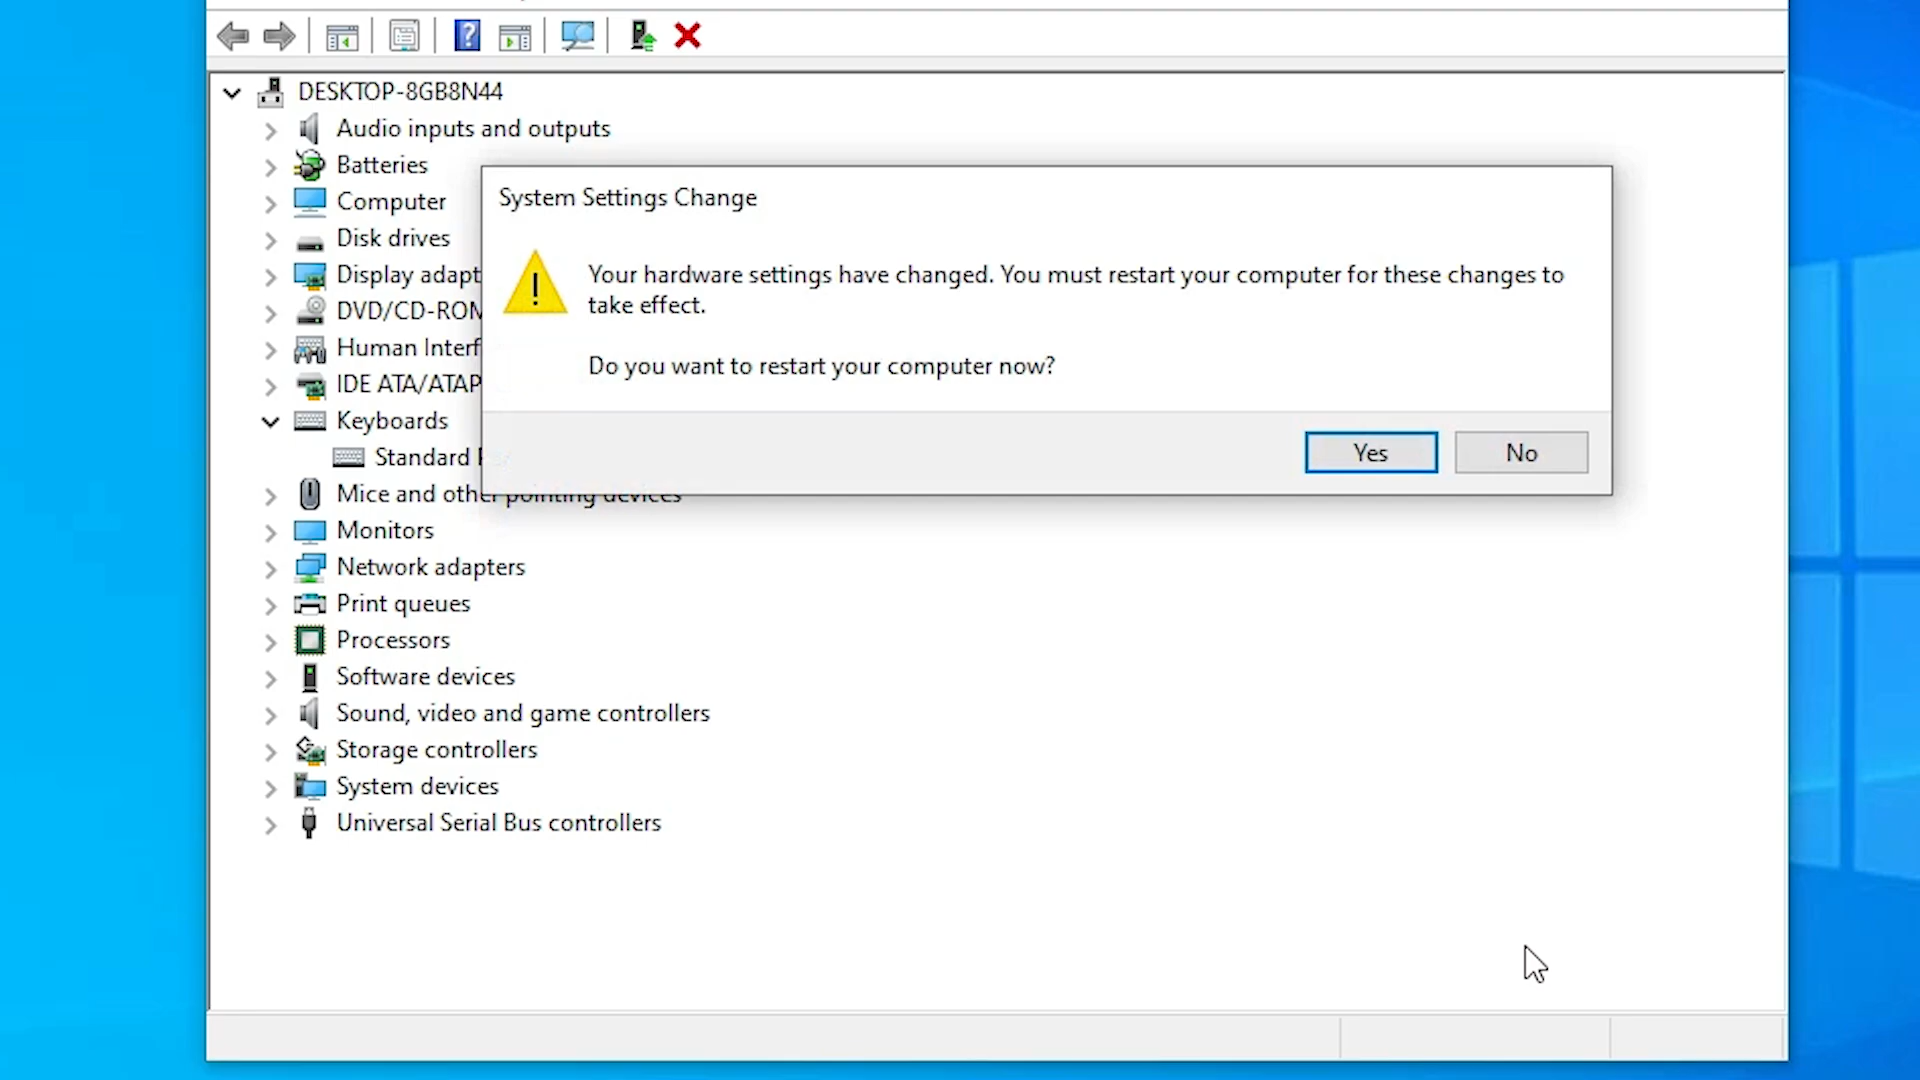 DESKTOP-8GB8N44
Audio inputs and outputs
Batteries
Computer
Disk drives
Display adapt
DVD/CD-ROM
Human Interf
IDE ATA/ATAP
Keyboards
Standard
Mice and other pointing devices
Monitors
Network adapters
Print queues
Processors
Software devices
Sound, video and game controllers
Storage controllers
System devices
Universal Serial Bus controllers
System Settings Change
Your hardware settings have changed. You must restart your computer for these changes to
take effect.
Do you want to restart your computer now?
Yes
No